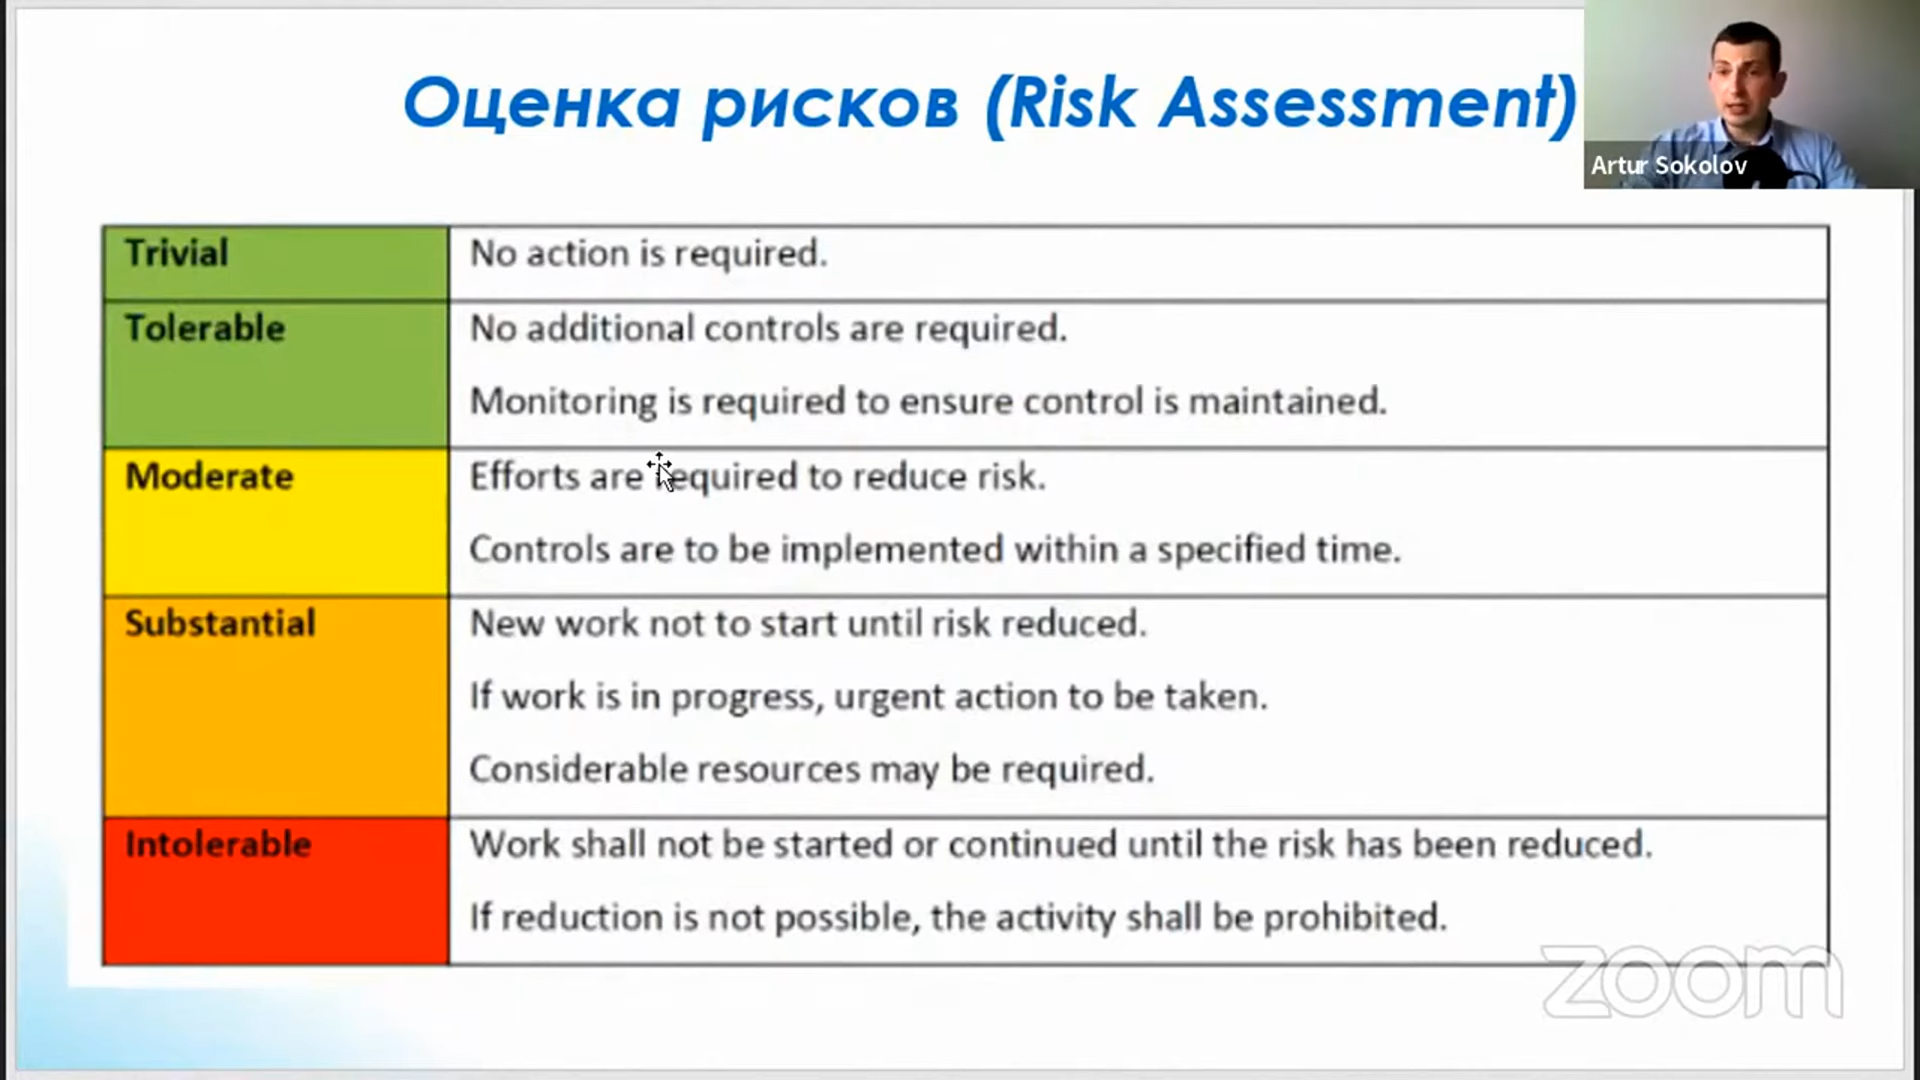 Оценка рисков (Risk Assessment)
Artur Sokolov
Trivial
No action is required.
Tolerable
No additional controls are required.
Monitoring is required to ensure control is maintained.
Moderate
Efforts are required to reduce risk.
Controls are to be implemented within a specified time.
Substantial
New work not to start until risk reduced.
If work is in progress, urgent action to be taken.
Considerable resources may be required.
Intolerable
Work shall not be started or continued until the risk has been reduced.
If reduction is not possible, the activity shall be prohibited.
zoom